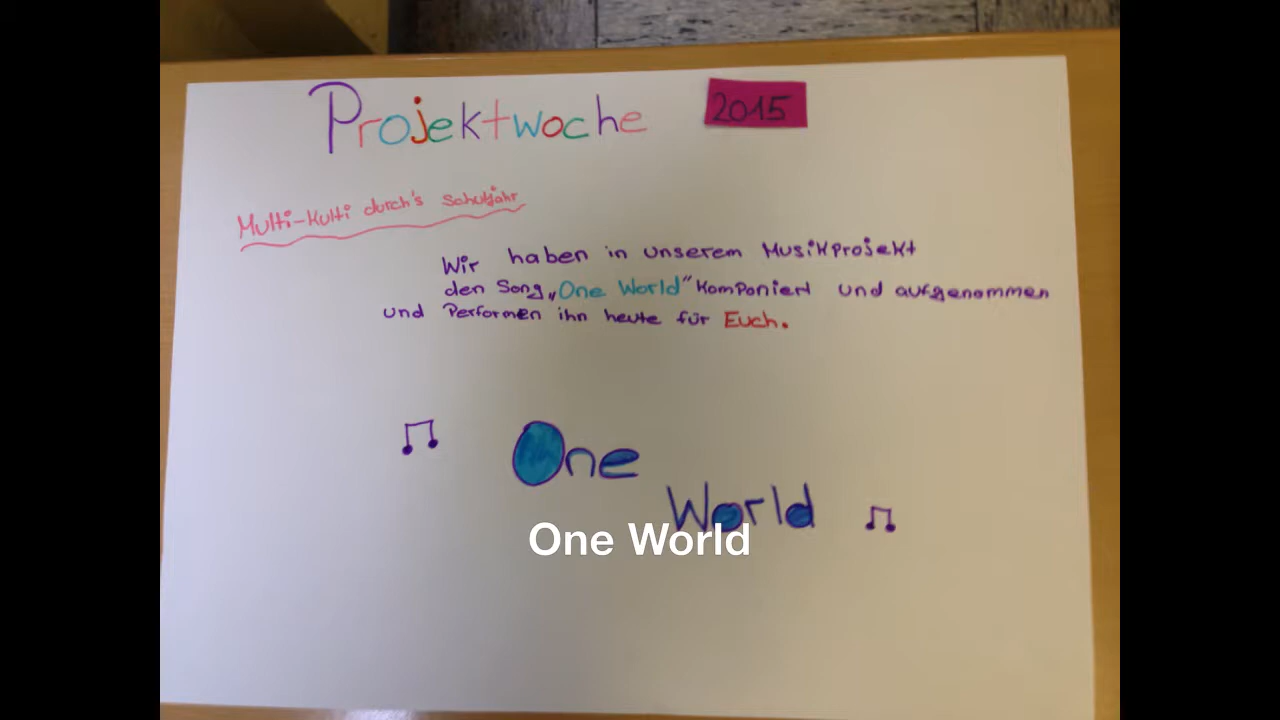 Projektwoche 2015
Multi-Kulti durch's Schuljahr
Wir haben in unserem Musikprojekt
den Song „One World" komponiert und aufgenommen
und Performen ihn heute für Euch.
One
World
One World